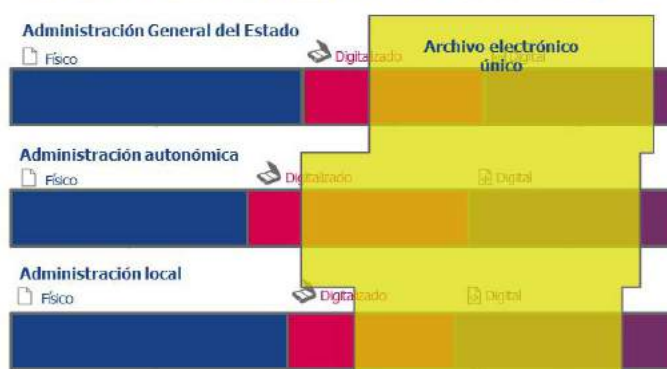 Administración General del Estado
Físico
Digitalizado
Digital
Archivo electrónico
único
Administración autonómica
Físico
Digitalizado
Digital
Administración local
Físico
Digitalizado
Digital